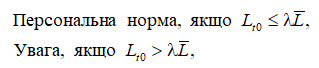 Персональна норма, якщо L_{t0} ≤ λL̅,
Увага, якщо L_{t0} > λL̅,